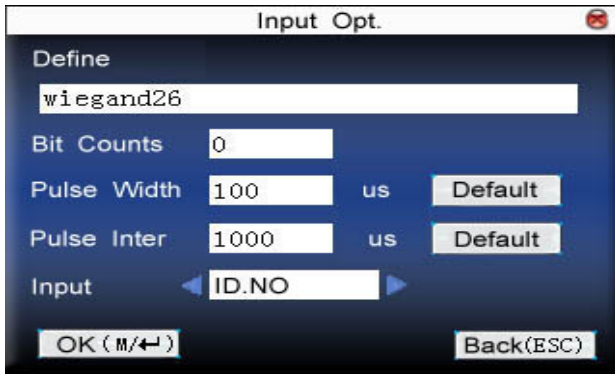 Input Opt.
Define
wiegand26
Bit Counts 0
Pulse Width 100 us Default
Pulse Inter 1000 us Default
Input ID.NO
OK(M/↵) Back(ESC)